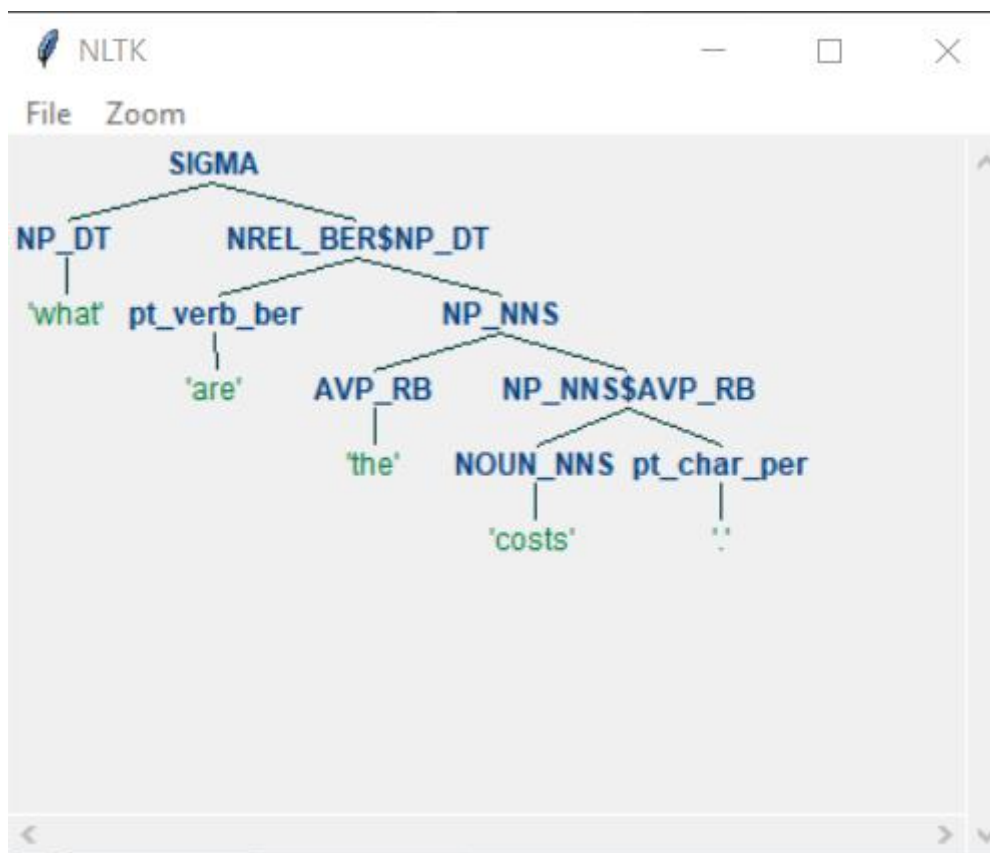 NLTK
File Zoom
SIGMA
NP_DT NREL_BER$NP_DT
'what' pt_verb_ber NP_NNS
'are' AVP_RB NP_NNS$AVP_RB
'the' NOUN_NNS pt_char_per
'costs' '.'